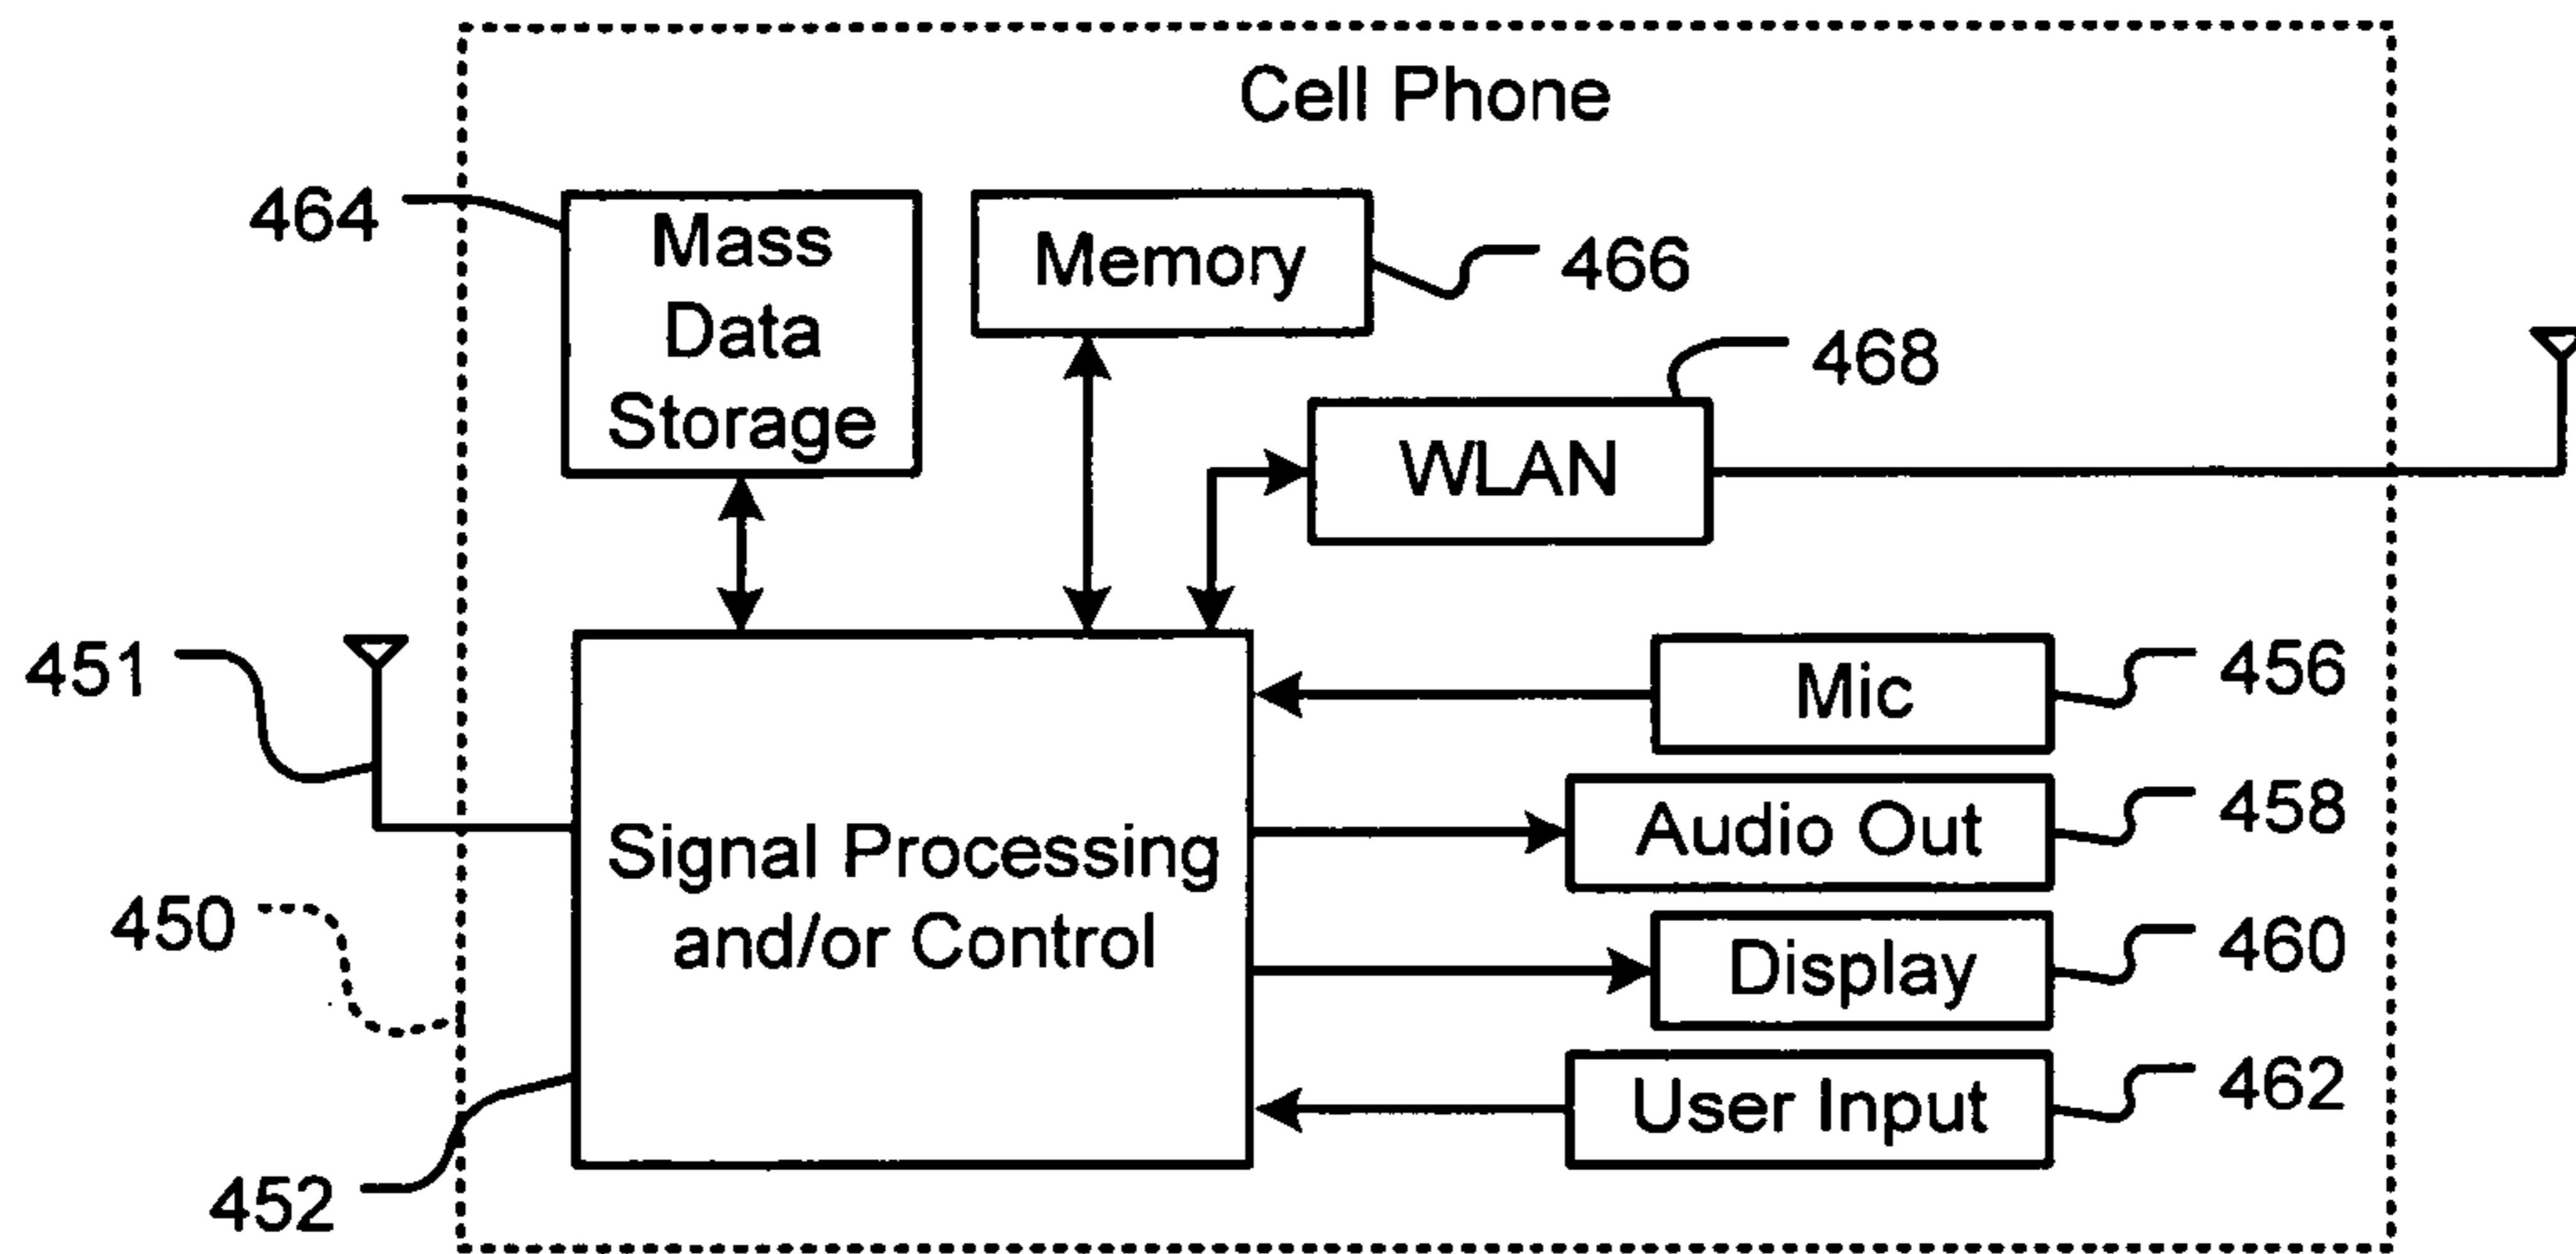 Cell Phone
464
Mass
Data
Storage
Memory
466
468
WLAN
451
Mic
456
Audio Out
458
Signal Processing
and/or Control
450
Display
460
User Input
462
452